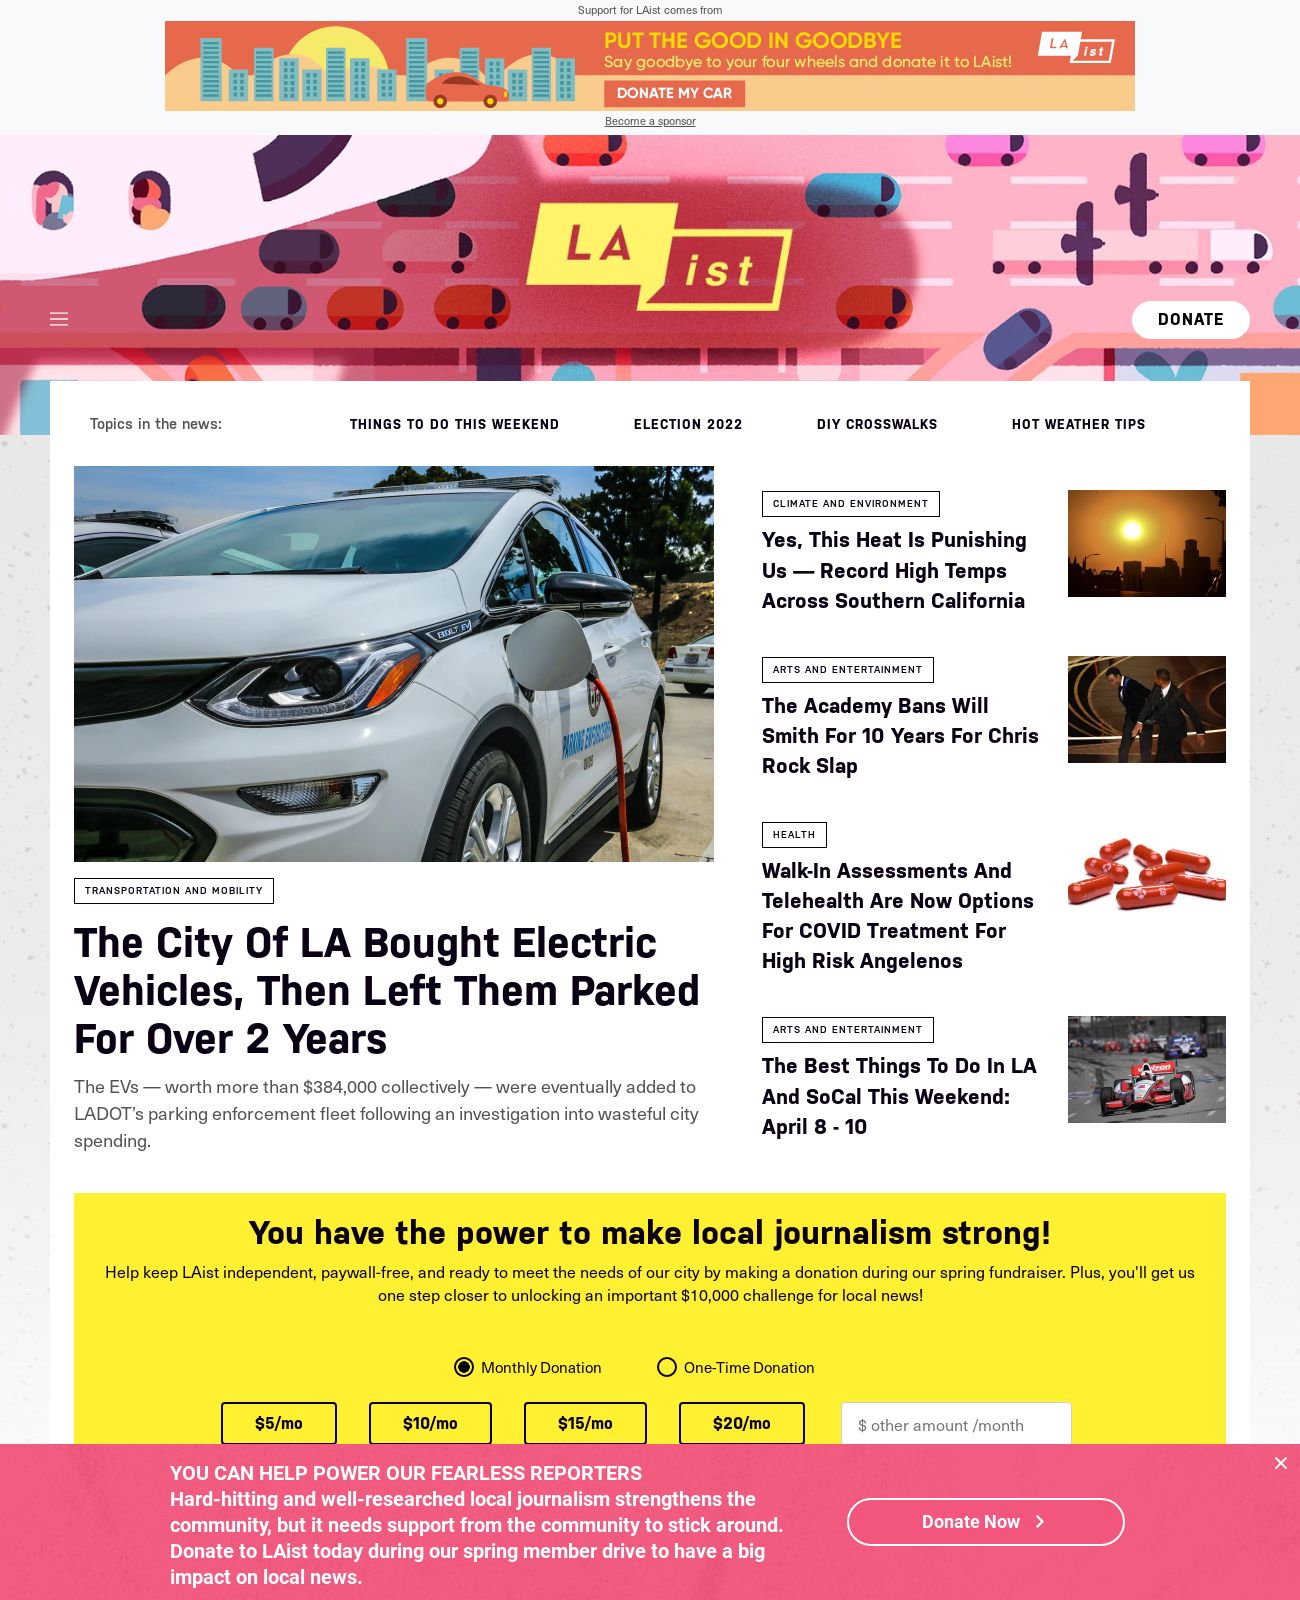 Support for LAist comes from
PUT THE GOOD IN GOODBYE
Say goodbye to your four wheels and donate it to LAist!
DONATE MY CAR
LA ist
Become a sponsor
LA ist
DONATE
Topics in the news:
THINGS TO DO THIS WEEKEND
ELECTION 2022
DIY CROSSWALKS
HOT WEATHER TIPS
BOLT EV
PARKING ENFORCEMENT
TRANSPORTATION AND MOBILITY
The City Of LA Bought Electric
Vehicles, Then Left Them Parked
For Over 2 Years
The EVs — worth more than $384,000 collectively — were eventually added to
LADOT’s parking enforcement fleet following an investigation into wasteful city
spending.
CLIMATE AND ENVIRONMENT
Yes, This Heat Is Punishing
Us — Record High Temps
Across Southern California
ARTS AND ENTERTAINMENT
The Academy Bans Will
Smith For 10 Years For Chris
Rock Slap
HEALTH
Walk-In Assessments And
Telehealth Are Now Options
For COVID Treatment For
High Risk Angelenos
ARTS AND ENTERTAINMENT
The Best Things To Do In LA
And SoCal This Weekend:
April 8 - 10
verizon
You have the power to make local journalism strong!
Help keep LAist independent, paywall-free, and ready to meet the needs of our city by making a donation during our spring fundraiser. Plus, you'll get us
one step closer to unlocking an important $10,000 challenge for local news!
Monthly Donation
One-Time Donation
$5/mo
$10/mo
$15/mo
$20/mo
$ other amount /month
YOU CAN HELP POWER OUR FEARLESS REPORTERS
Hard-hitting and well-researched local journalism strengthens the
community, but it needs support from the community to stick around.
Donate to LAist today during our spring member drive to have a big
impact on local news.
Donate Now